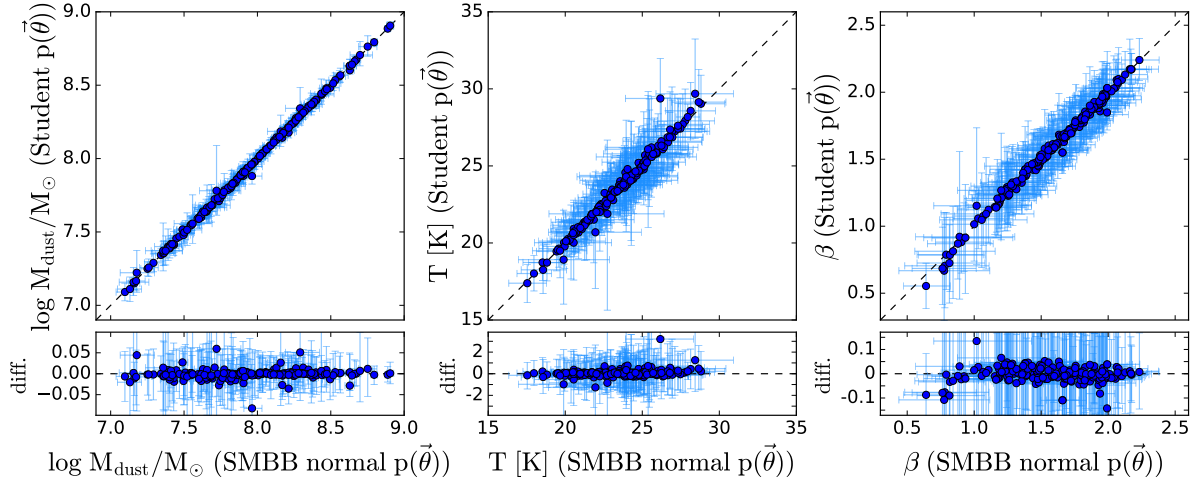 log M_dust/M_⊙ (Student p(θ⃗))
9.0
8.5
8.0
7.5
7.0
diff.
0.05
0.00
−0.05
7.0 7.5 8.0 8.5 9.0
log M_dust/M_⊙ (SMBB normal p(θ⃗))
T [K] (Student p(θ⃗))
35
30
25
20
15
diff.
2
0
-2
15 20 25 30 35
T [K] (SMBB normal p(θ⃗))
β (Student p(θ⃗))
2.5
2.0
1.5
1.0
0.5
diff.
0.1
0
-0.1
0.5 1.0 1.5 2.0 2.5
β (SMBB normal p(θ⃗))